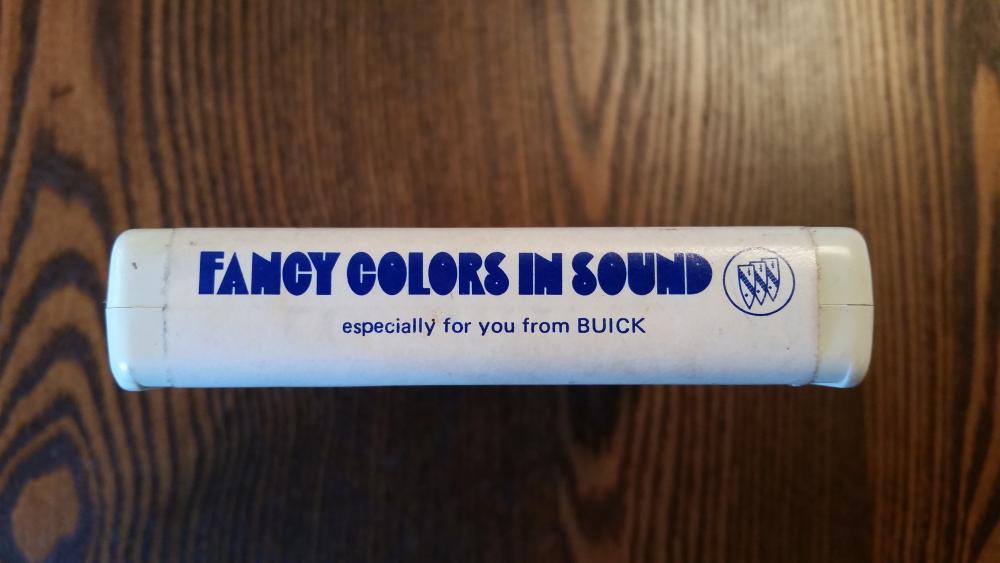 FANCY COLORS IN SOUND
especially for you from BUICK